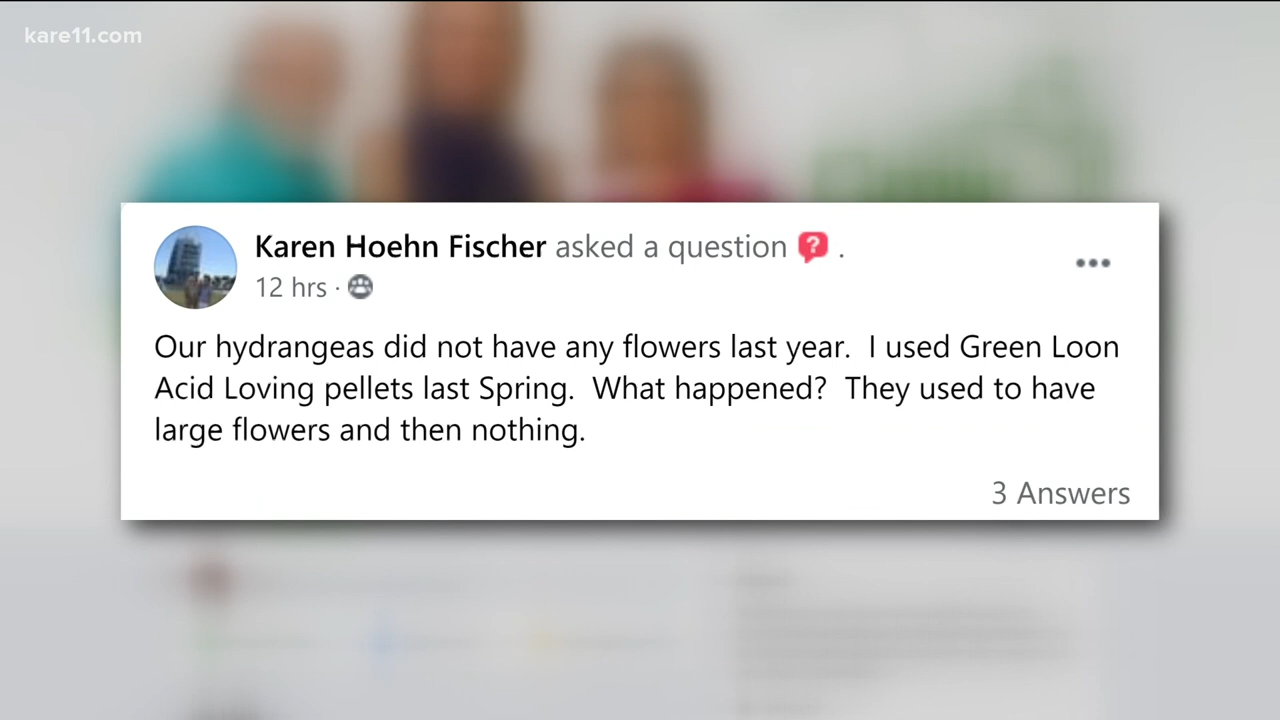 kare11.com
Karen Hoehn Fischer asked a question .
12 hrs ·
Our hydrangeas did not have any flowers last year.  I used Green Loon
Acid Loving pellets last Spring.  What happened?  They used to have
large flowers and then nothing.
3 Answers